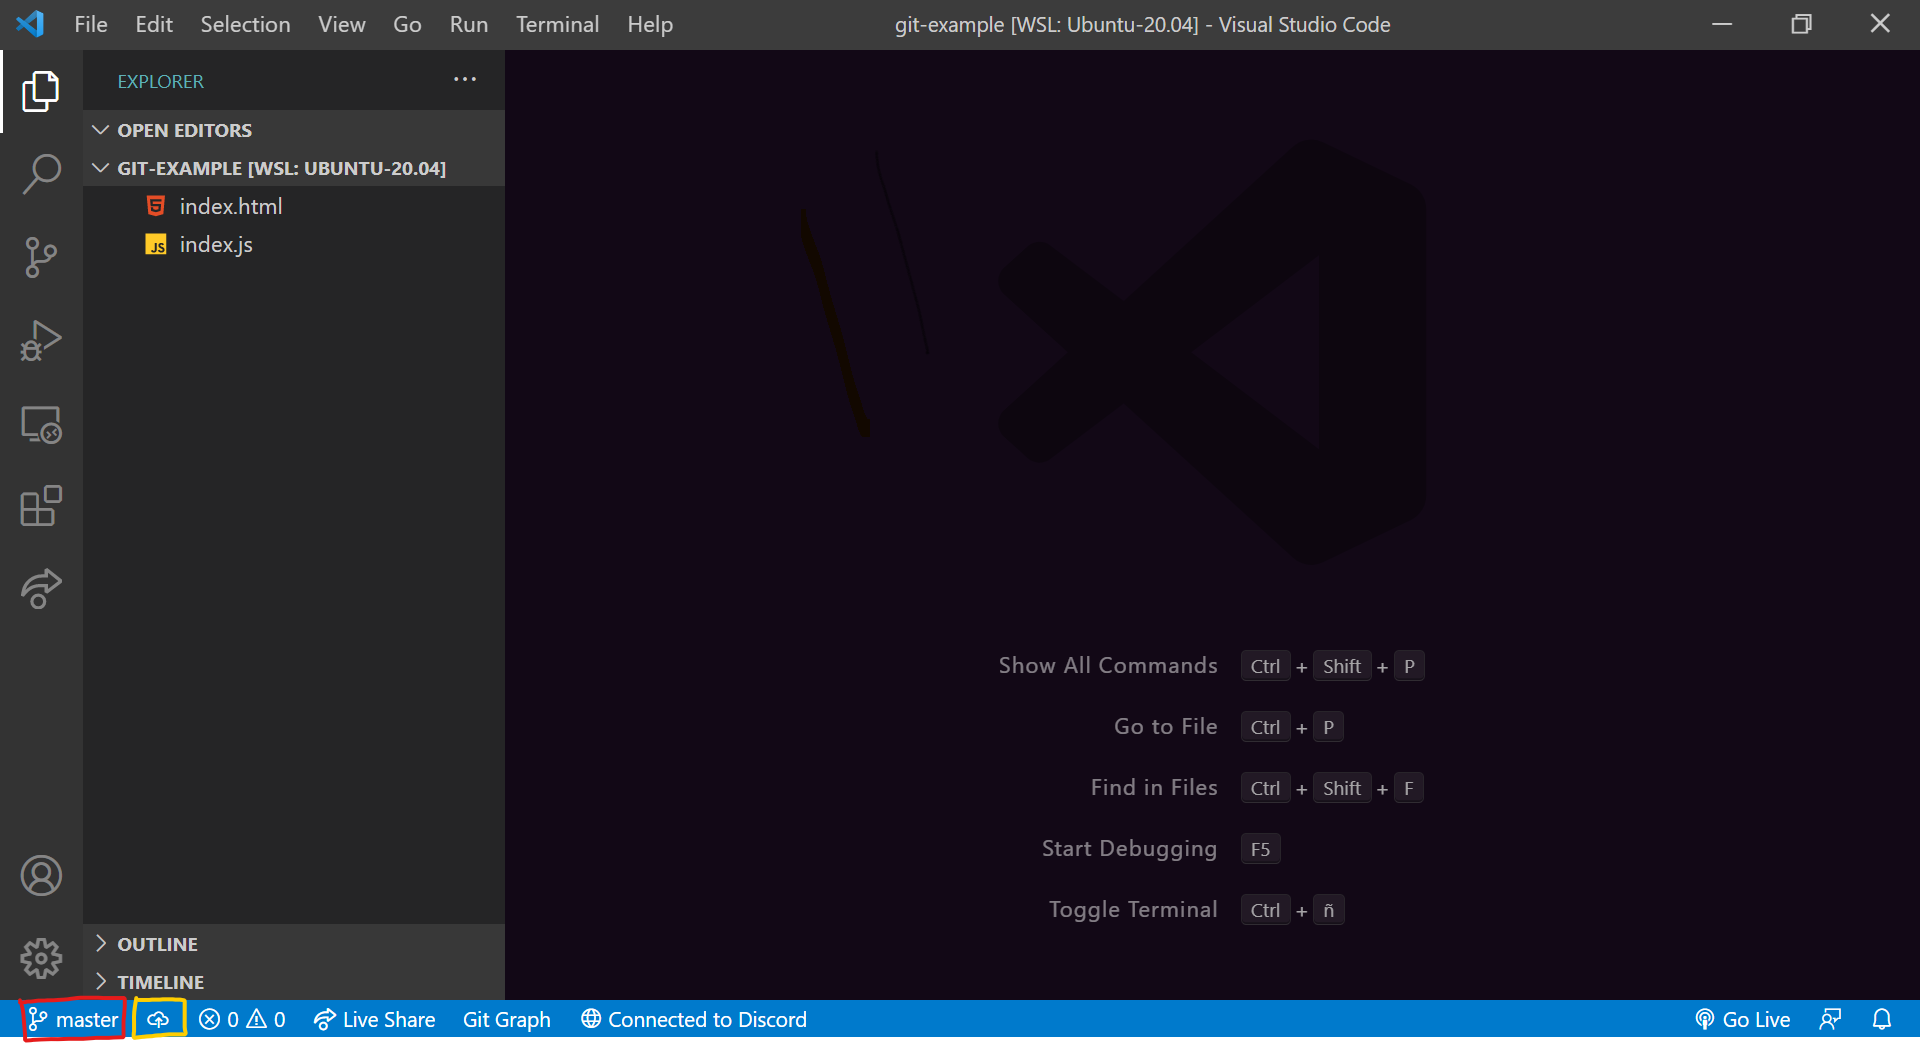 File Edit Selection View Go Run Terminal Help git-example [WSL: Ubuntu-20.04] - Visual Studio Code
EXPLORER
OPEN EDITORS
GIT-EXAMPLE [WSL: UBUNTU-20.04]
5 index.html
JS index.js
Show All Commands Ctrl + Shift + P
Go to File Ctrl + P
Find in Files Ctrl + Shift + F
Start Debugging F5
Toggle Terminal Ctrl + ñ
OUTLINE
TIMELINE
master 0 0 Live Share Git Graph Connected to Discord Go Live